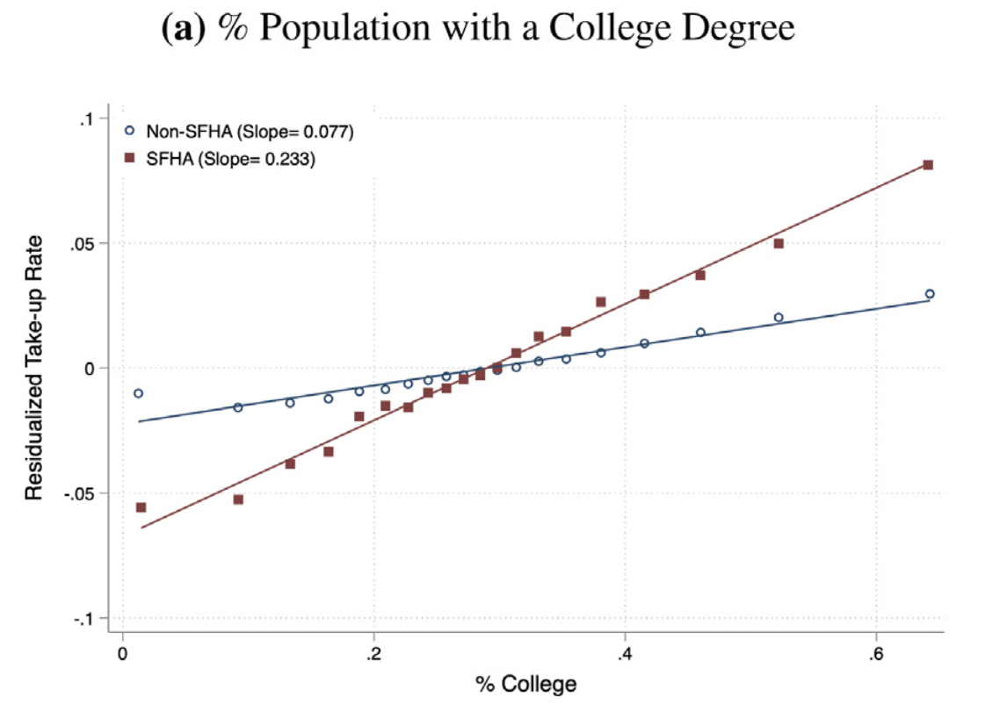 (a) % Population with a College Degree
.1
Non-SFHA (Slope= 0.077)
SFHA (Slope= 0.233)
.05
0
-.05
-.1
Residualized Take-up Rate
0 .2 .4 .6
% College